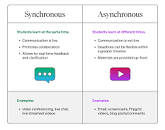 Synchronous
Students learn at the same time.
• Communication is live
• Promotes collaboration
• Allows for real-time feedback
and clarification
Examples:
• Video conferencing, live chat,
live streamed videos
Asynchronous
Students learn at different times.
• Communication is not live
• Deadlines can be flexible within
a greater timeline
• Materials are provided up front
Examples:
• Email, screencasts, Flipgrid
videos, blog posts/comments